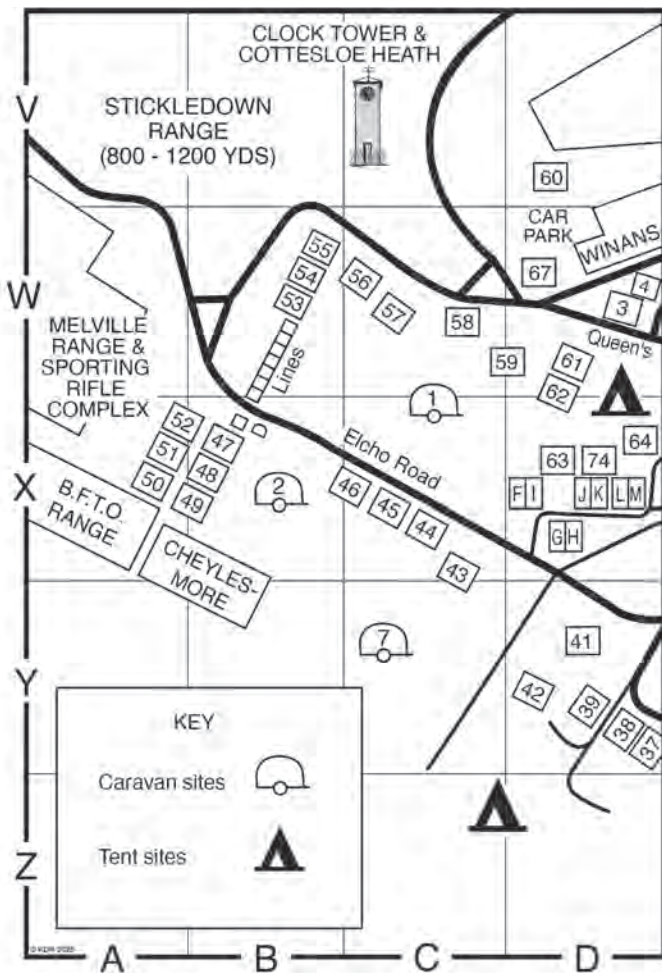 CLOCK TOWER &
COTTESLOE HEATH
V
STICKLEDOWN
RANGE
(800 - 1200 YDS)
60
CAR
PARK
WINANS
67
4
3
W
55
54
53
56
57
58
59
Queen's
61
62
MELVILLE
RANGE &
SPORTING
RIFLE
COMPLEX
Lines
1
Elcho Road
52
51
50
47
48
49
X
2
46
45
44
43
63
74
64
F I
J K
L M
G H
B.F.T.O.
RANGE
CHEYLES-
MORE
7
Y
41
42
39
38
37
KEY
Caravan sites
Tent sites
Z
A
B
C
D